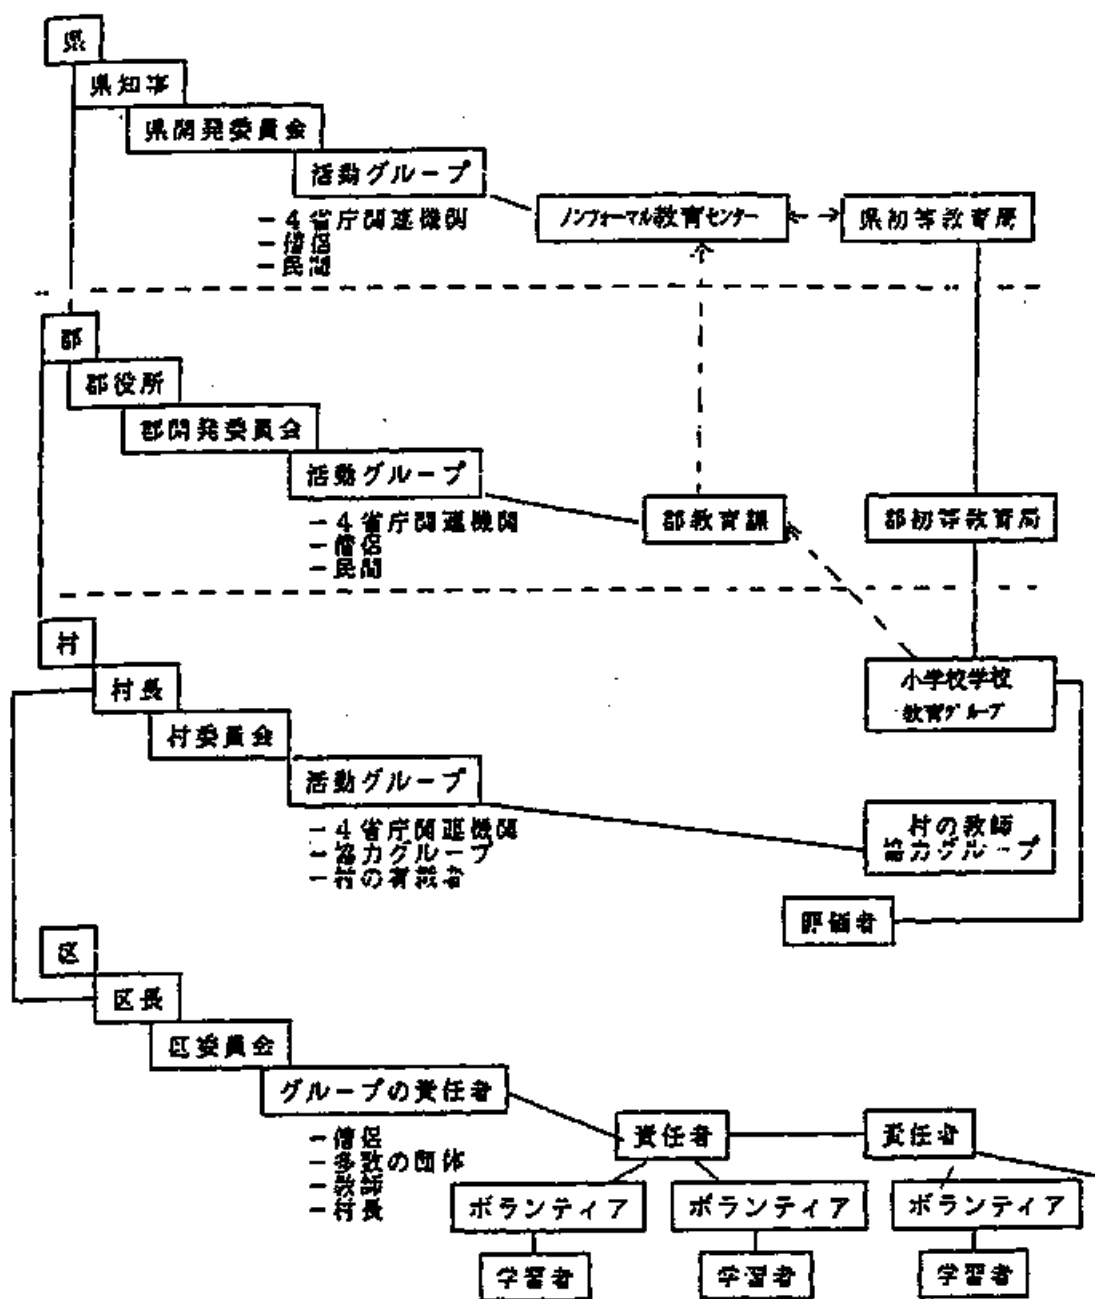 県
県知事
県開発委員会
活動グループ
ノンフォーマル教育センター
県初等教育局
－4省庁関連機関
－僧侶
－民間
郡
郡役所
郡開発委員会
活動グループ
郡教育課
郡初等教育局
－4省庁関連機関
－僧侶
－民間
村
村長
村委員会
活動グループ
小学校学校
教育グループ
－4省庁関連機関
－協力グループ
－村の有識者
村の教師
協力グループ
評価者
区
区長
区委員会
グループの責任者
－僧侶
－多数の団体
－教師
－村長
責任者
責任者
ボランティア
ボランティア
ボランティア
学習者
学習者
学習者